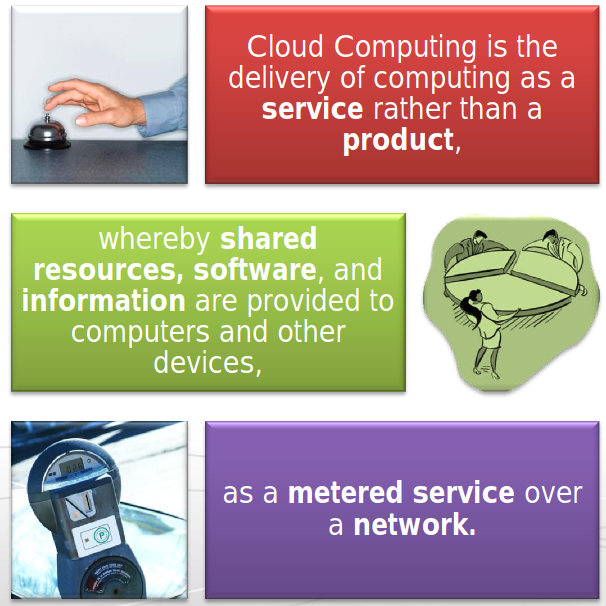 Cloud Computing is the
delivery of computing as a
service rather than a
product,
whereby shared
resources, software, and
information are provided to
computers and other
devices,
as a metered service over
a network.
P